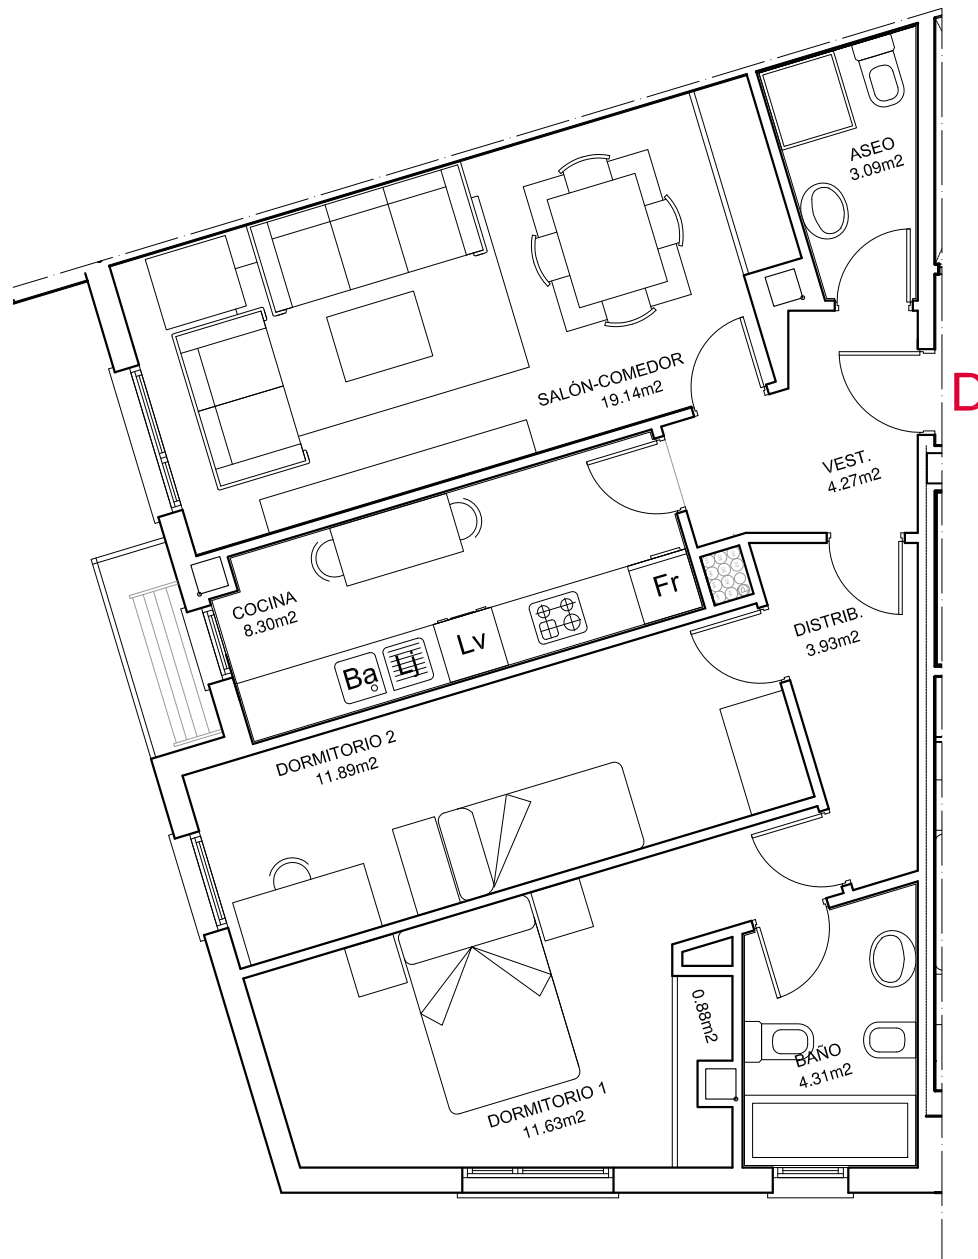 ASEO
3.09m2
SALÓN-COMEDOR
19.14m2
D
VEST.
4.27m2
COCINA
8.30m2
Fr
Lv
Lj
Ba
DISTRIB.
3.93m2
DORMITORIO 2
11.89m2
0.88m2
BAÑO
4.31m2
DORMITORIO 1
11.63m2